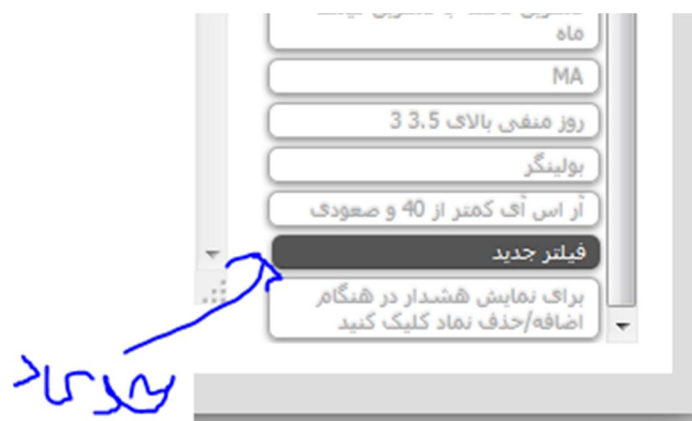 ماه
MA
روز منفی بالای 3.5 3
بولینگر
آر اس آی کمتر از 40 و صعودی
فیلتر جدید
برای نمایش هشدار در هنگام
اضافه/حذف نماد کلیک کنید